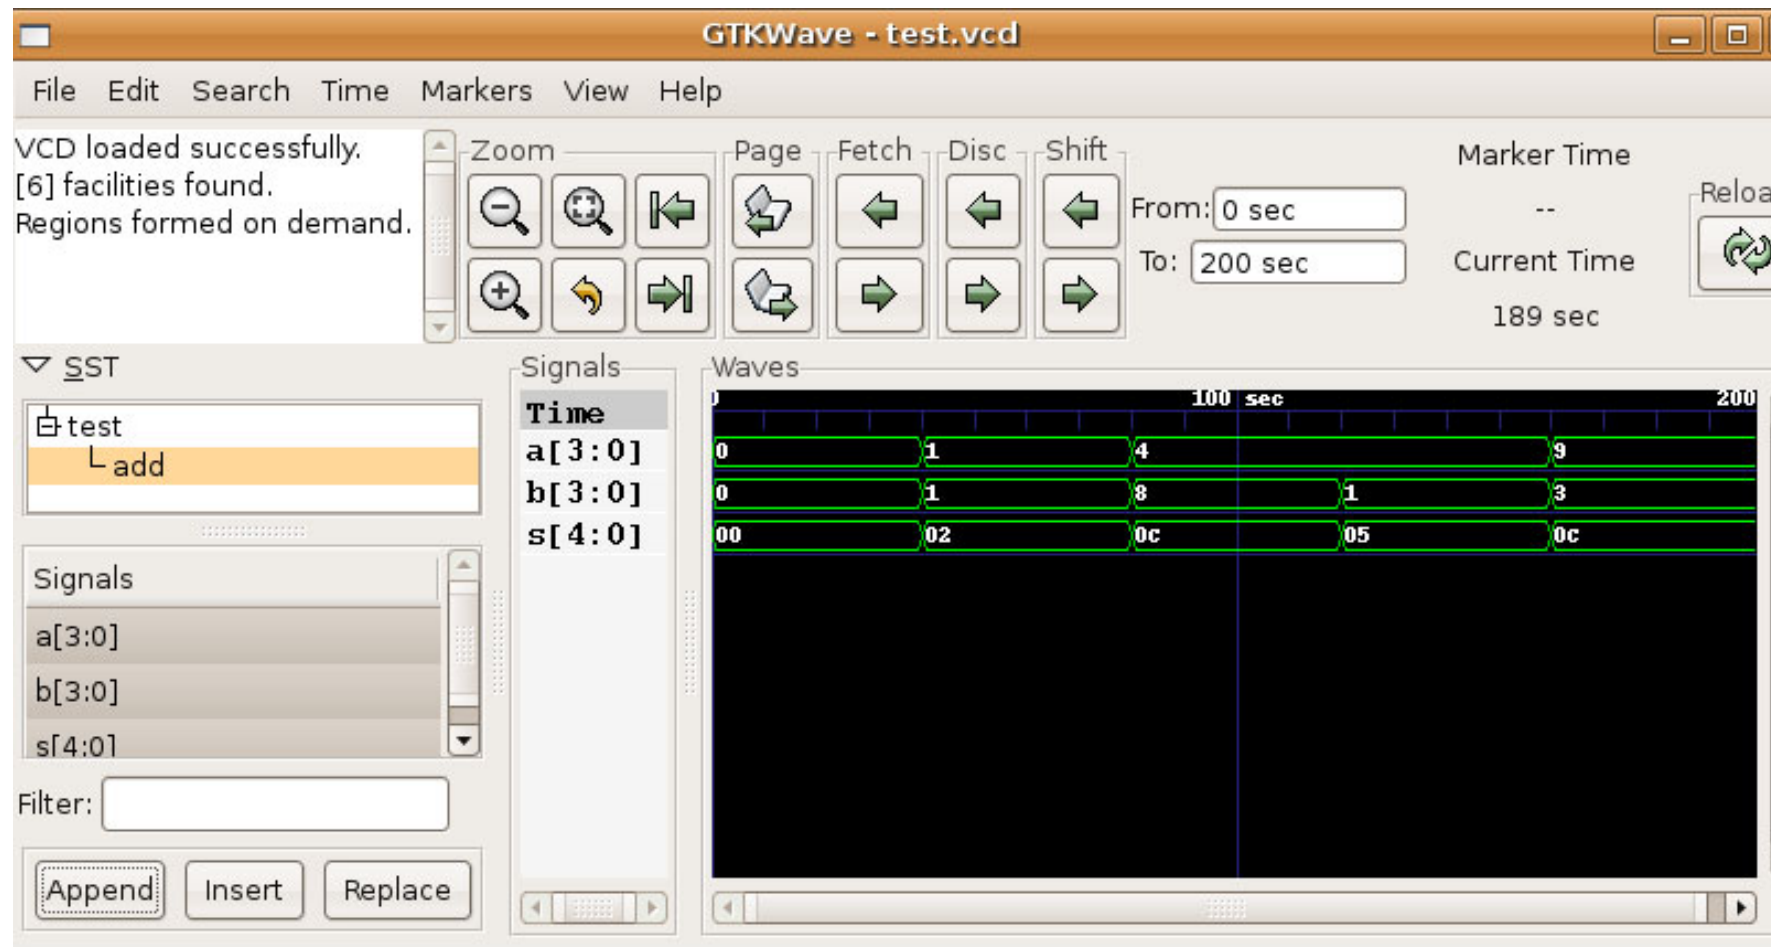 GTKWave - test.vcd
File Edit Search Time Markers View Help
VCD loaded successfully.
[6] facilities found.
Regions formed on demand.
Zoom
Page
Fetch
Disc
Shift
From: 0 sec
To: 200 sec
Marker Time
--
Current Time
189 sec
Reloa
SST
test
add
Signals
a[3:0]
b[3:0]
s[4:0]
Filter:
Append Insert Replace
Signals
Time
a[3:0]
b[3:0]
s[4:0]
Waves
0 100 sec 200
0 1 4 9
0 1 8 1 3
00 02 0c 05 0c